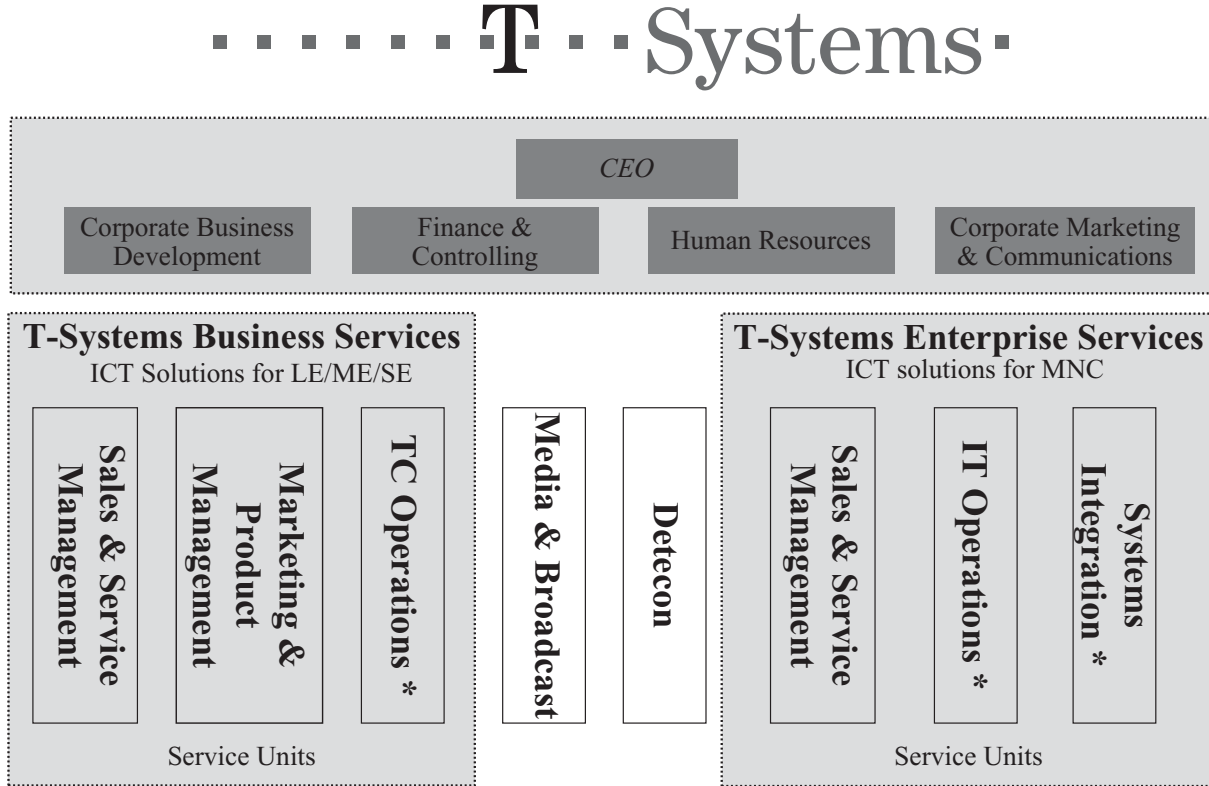 T Systems
CEO
Corporate Business
Development
Finance &
Controlling
Human Resources
Corporate Marketing
& Communications
T-Systems Business Services
ICT Solutions for LE/ME/SE
Sales & Service
Management
Marketing &
Product
Management
TC Operations *
Service Units
Media & Broadcast
Detecon
T-Systems Enterprise Services
ICT solutions for MNC
Sales & Service
Management
IT Operations *
Systems
Integration *
Service Units